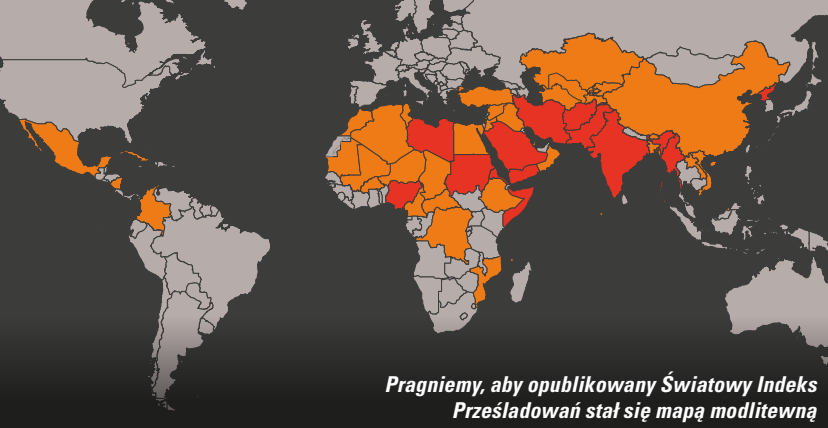 Pragniemy, aby opublikowany Światowy Indeks
Prześladowań stał się mapą modlitewną